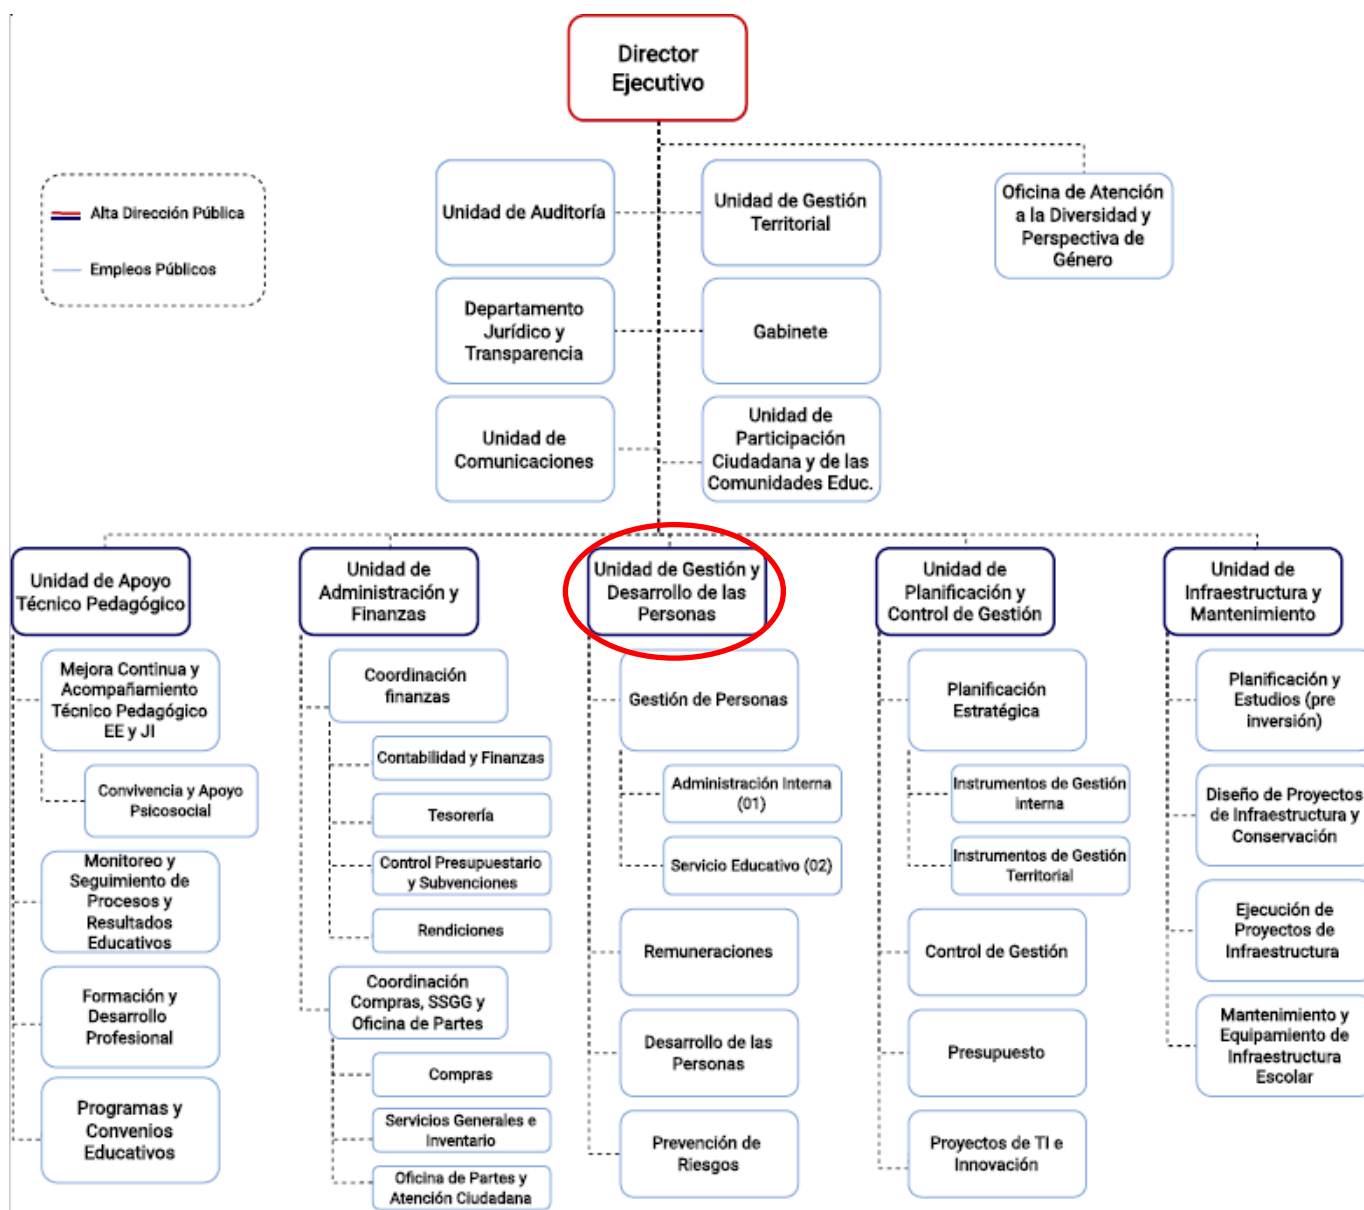 Director
Ejecutivo
Alta Dirección Pública
Empleos Públicos
Unidad de Auditoría
Unidad de Gestión
Territorial
Oficina de Atención
a la Diversidad y
Perspectiva de
Género
Departamento
Jurídico y
Transparencia
Gabinete
Unidad de
Comunicaciones
Unidad de
Participación
Ciudadana y de las
Comunidades Educ.
Unidad de Apoyo
Técnico Pedagógico
Mejora Continua y
Acompañamiento
Técnico Pedagógico
EE y JI
Convivencia y Apoyo
Psicosocial
Monitoreo y
Seguimiento de
Procesos y
Resultados
Educativos
Formación y
Desarrollo
Profesional
Programas y
Convenios
Educativos
Unidad de
Administración y
Finanzas
Coordinación
finanzas
Contabilidad y Finanzas
Tesorería
Control Presupuestario
y Subvenciones
Rendiciones
Coordinación
Compras, SSGG y
Oficina de Partes
Compras
Servicios Generales e
Inventario
Oficina de Partes y
Atención Ciudadana
Unidad de Gestión y
Desarrollo de las
Personas
Gestión de Personas
Administración Interna
(01)
Servicio Educativo (02)
Remuneraciones
Desarrollo de las
Personas
Prevención de
Riesgos
Unidad de
Planificación y
Control de Gestión
Planificación
Estratégica
Instrumentos de Gestión
interna
Instrumentos de Gestión
Territorial
Control de Gestión
Presupuesto
Proyectos de TI e
Innovación
Unidad de
Infraestructura y
Mantenimiento
Planificación y
Estudios (pre
inversión)
Diseño de Proyectos
de Infraestructura y
Conservación
Ejecución de
Proyectos de
Infraestructura
Mantenimiento y
Equipamiento de
Infraestructura
Escolar